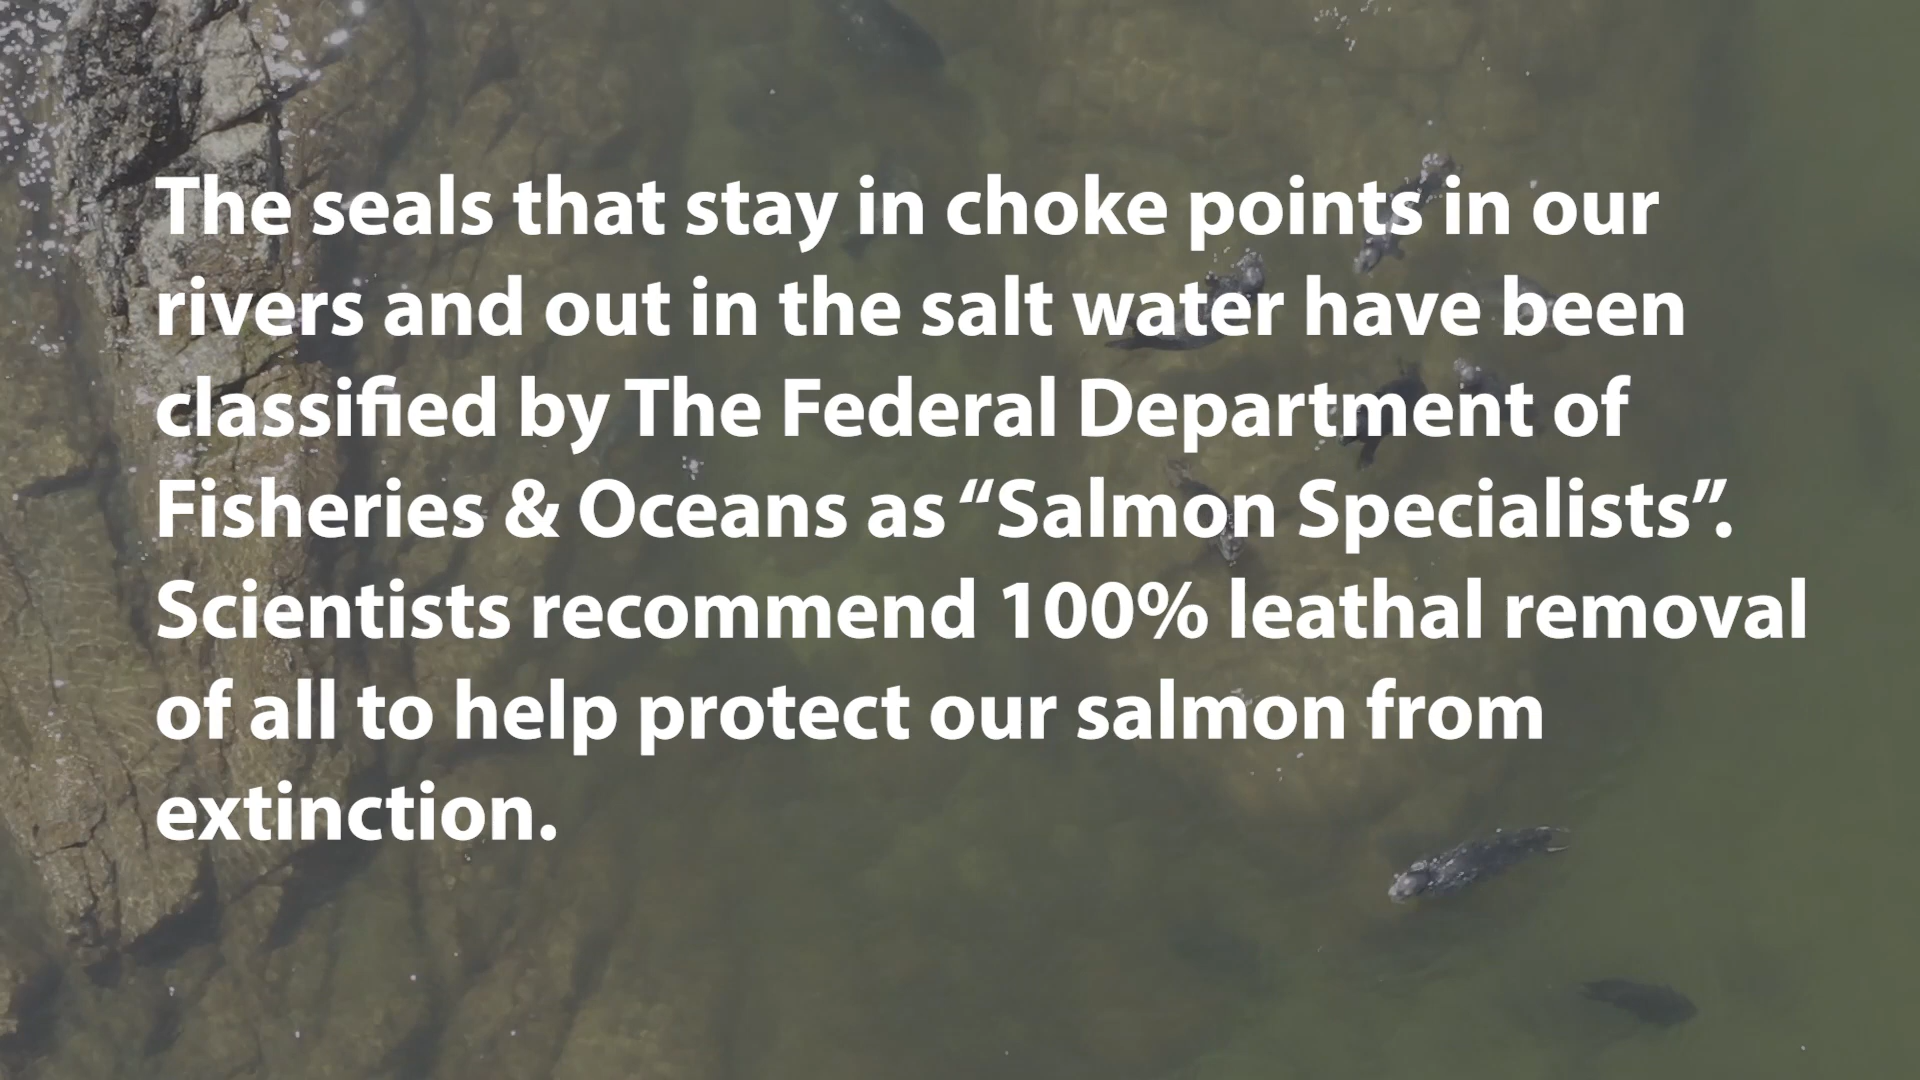 The seals that stay in choke points in our
rivers and out in the salt water have been
classified by The Federal Department of
Fisheries & Oceans as “Salmon Specialists”.
Scientists recommend 100% leathal removal
of all to help protect our salmon from
extinction.